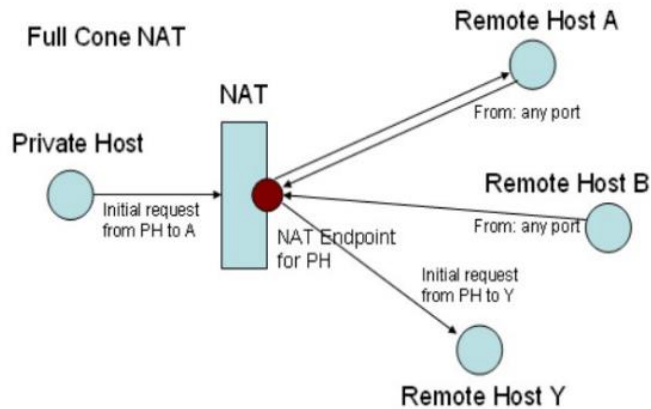 Full Cone NAT
Remote Host A
NAT
From: any port
Private Host
Initial request
from PH to A
Remote Host B
From: any port
NAT Endpoint
for PH
Initial request
from PH to Y
Remote Host Y